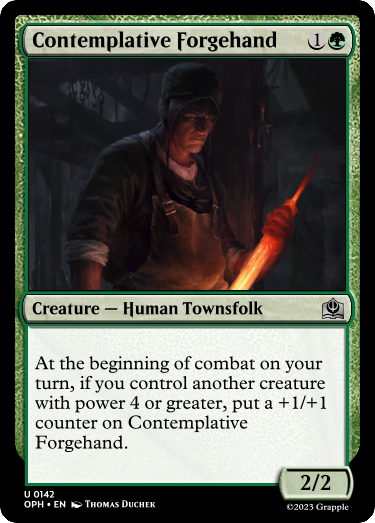 Contemplative Forgehand 1
Creature — Human Townsfolk
At the beginning of combat on your
turn, if you control another creature
with power 4 or greater, put a +1/+1
counter on Contemplative
Forgehand.
2/2
U 0142
OPH • EN Thomas Duchek
©2023 Grapple